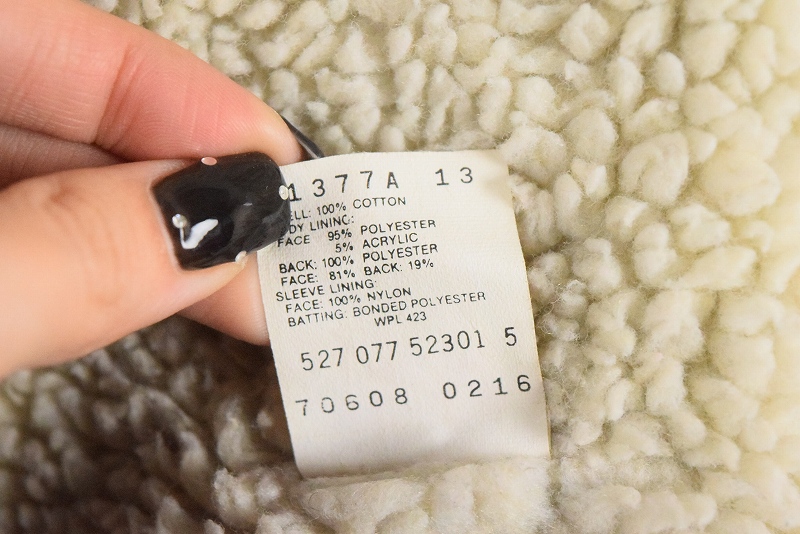 1377A 13
ELL: 100% COTTON
DY LINING:
FACE 95% POLYESTER
5% ACRYLIC
BACK: 100% POLYESTER
FACE: 81% BACK: 19%
SLEEVE LINING:
FACE: 100% NYLON
BATTING: BONDED POLYESTER
WPL 423
527 077 52301 5
70608 0216